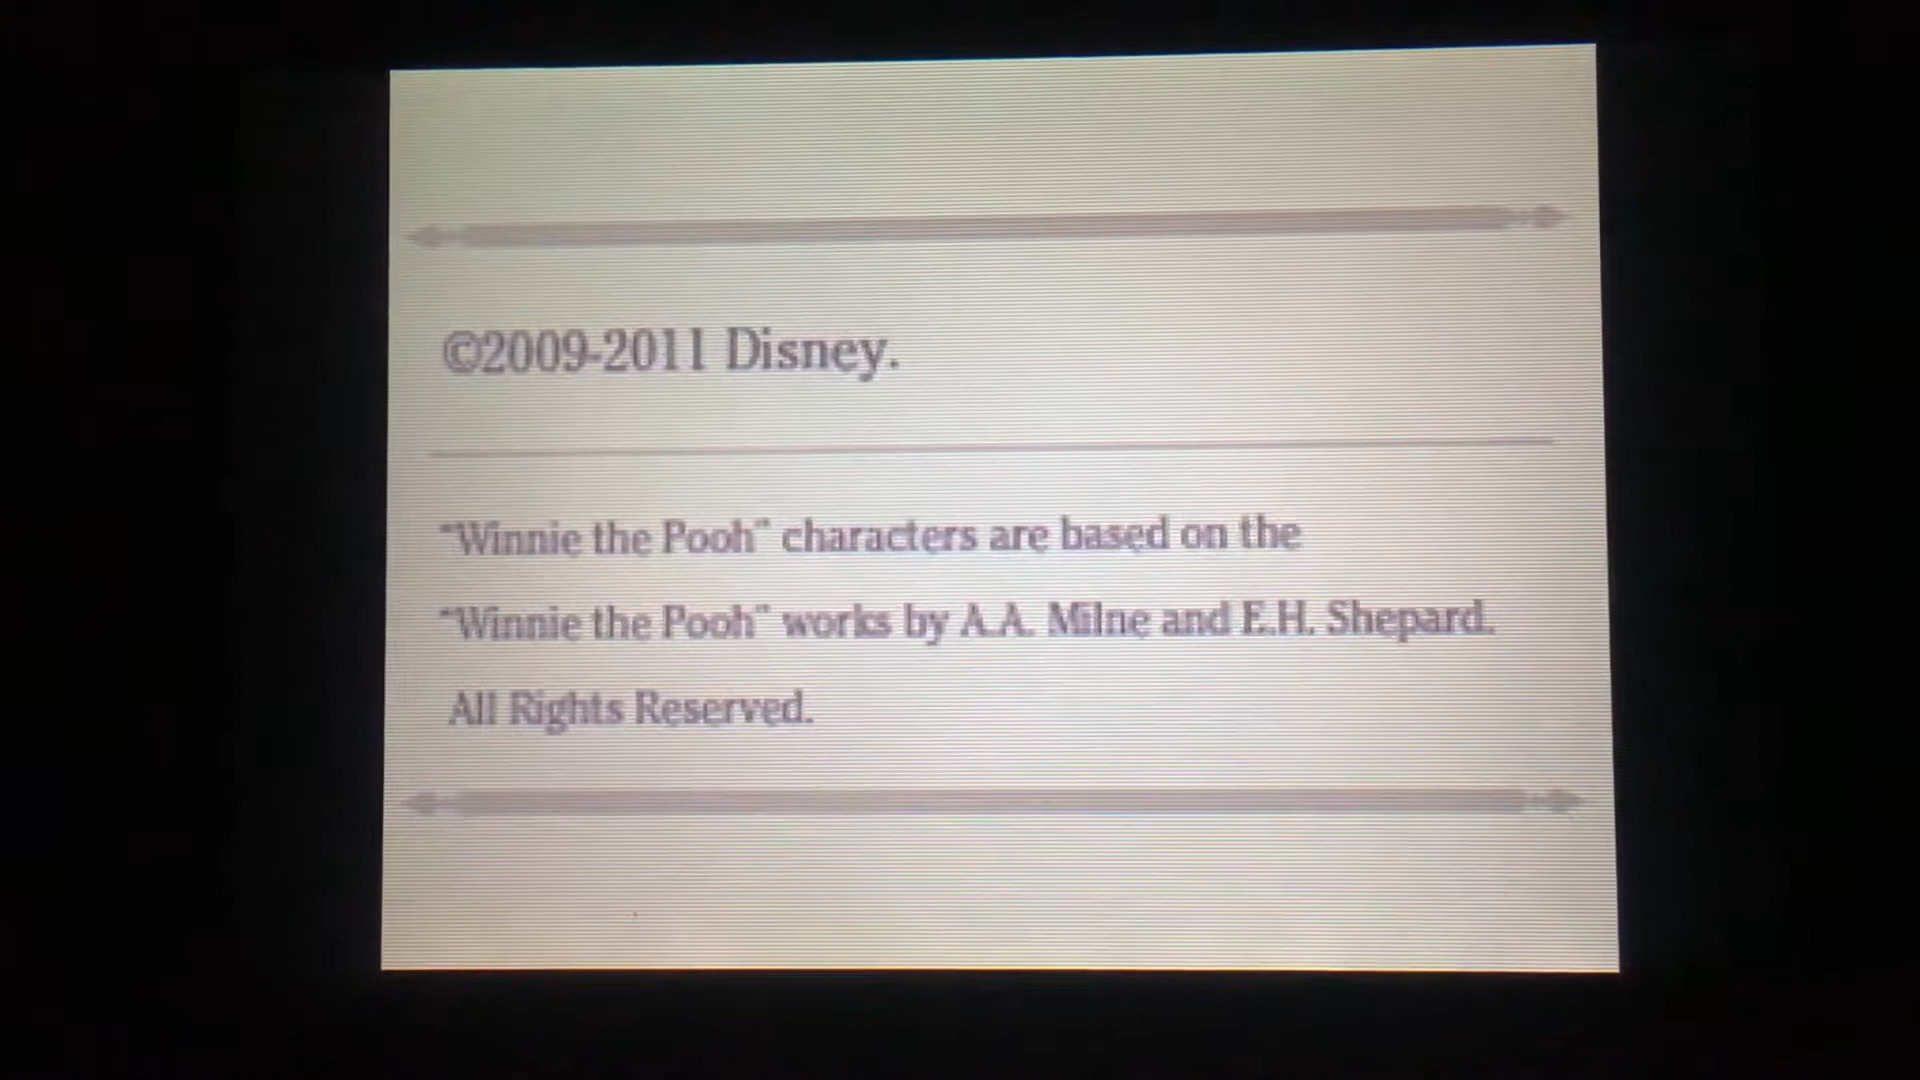 ©2009-2011 Disney.
"Winnie the Pooh" characters are based on the
"Winnie the Pooh" works by A.A. Milne and E.H. Shepard.
All Rights Reserved.